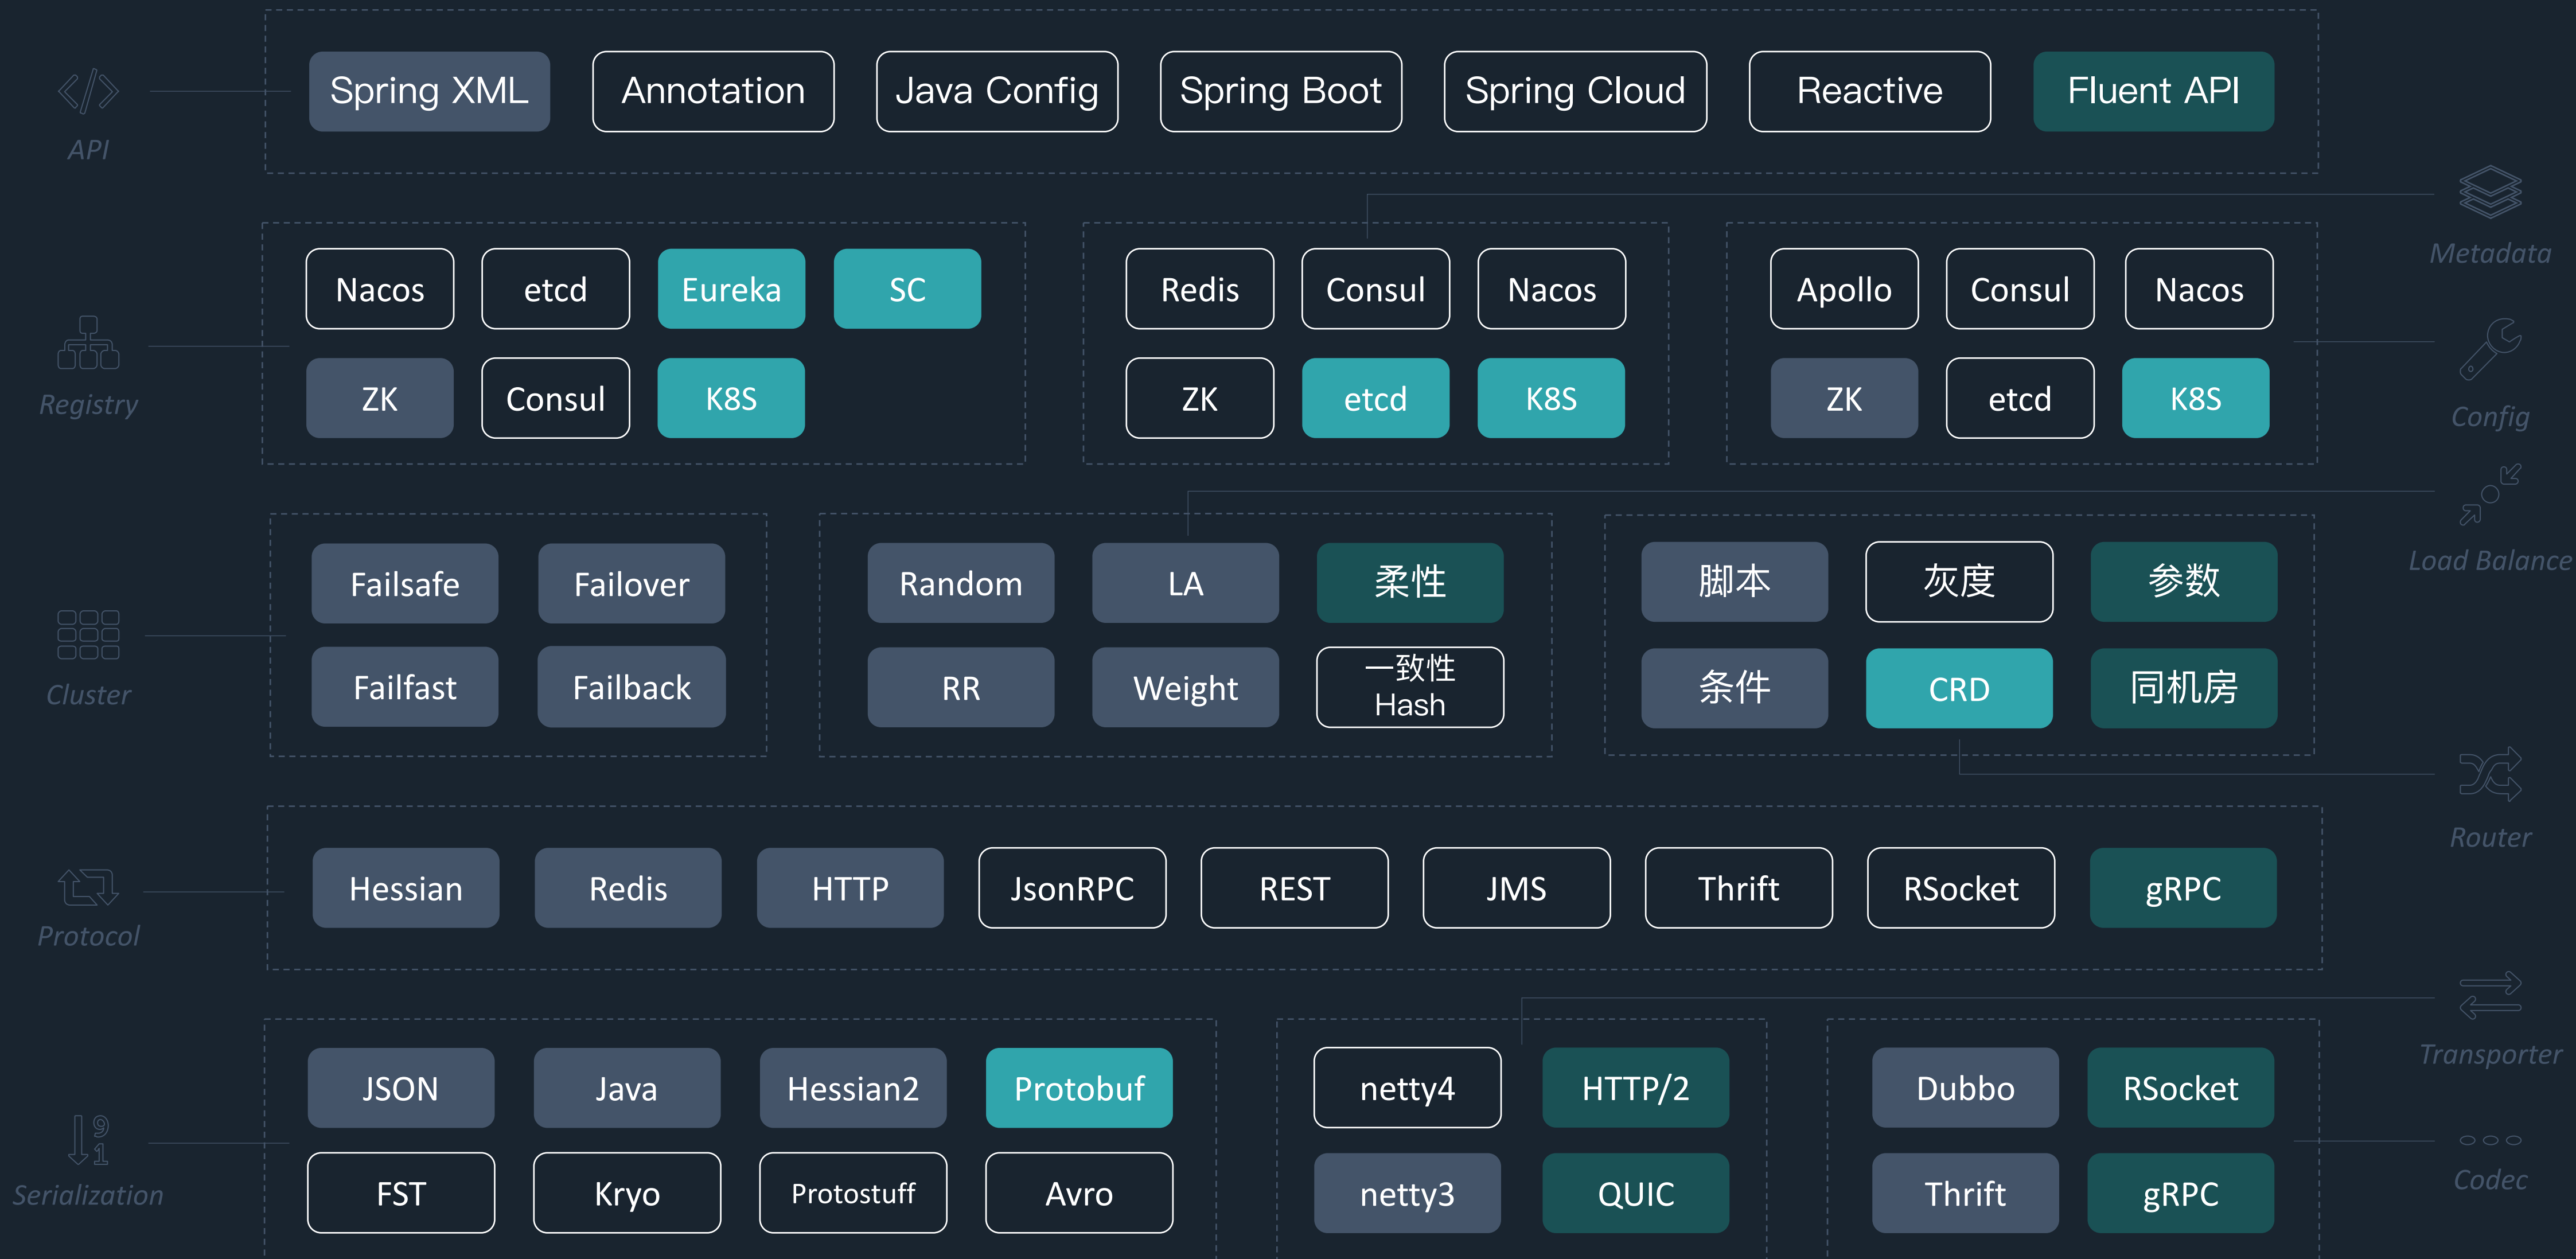 API
Spring XML
Annotation
Java Config
Spring Boot
Spring Cloud
Reactive
Fluent API
Metadata
Registry
Nacos
etcd
Eureka
SC
ZK
Consul
K8S
Redis
Consul
Nacos
ZK
etcd
K8S
Apollo
Consul
Nacos
ZK
etcd
K8S
Config
Load Balance
Cluster
Failsafe
Failover
Failfast
Failback
Random
LA
柔性
RR
Weight
一致性
Hash
脚本
灰度
参数
条件
CRD
同机房
Router
Protocol
Hessian
Redis
HTTP
JsonRPC
REST
JMS
Thrift
RSocket
gRPC
Transporter
9
1
Serialization
JSON
Java
Hessian2
Protobuf
FST
Kryo
Protostuff
Avro
netty4
HTTP/2
netty3
QUIC
Dubbo
RSocket
Thrift
gRPC
Codec